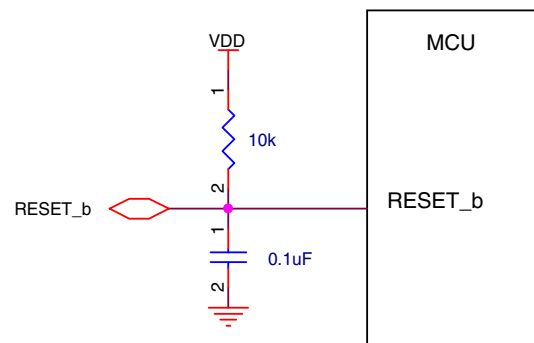 VDD
MCU
1
10k
2
RESET_b
RESET_b
1
0.1uF
2